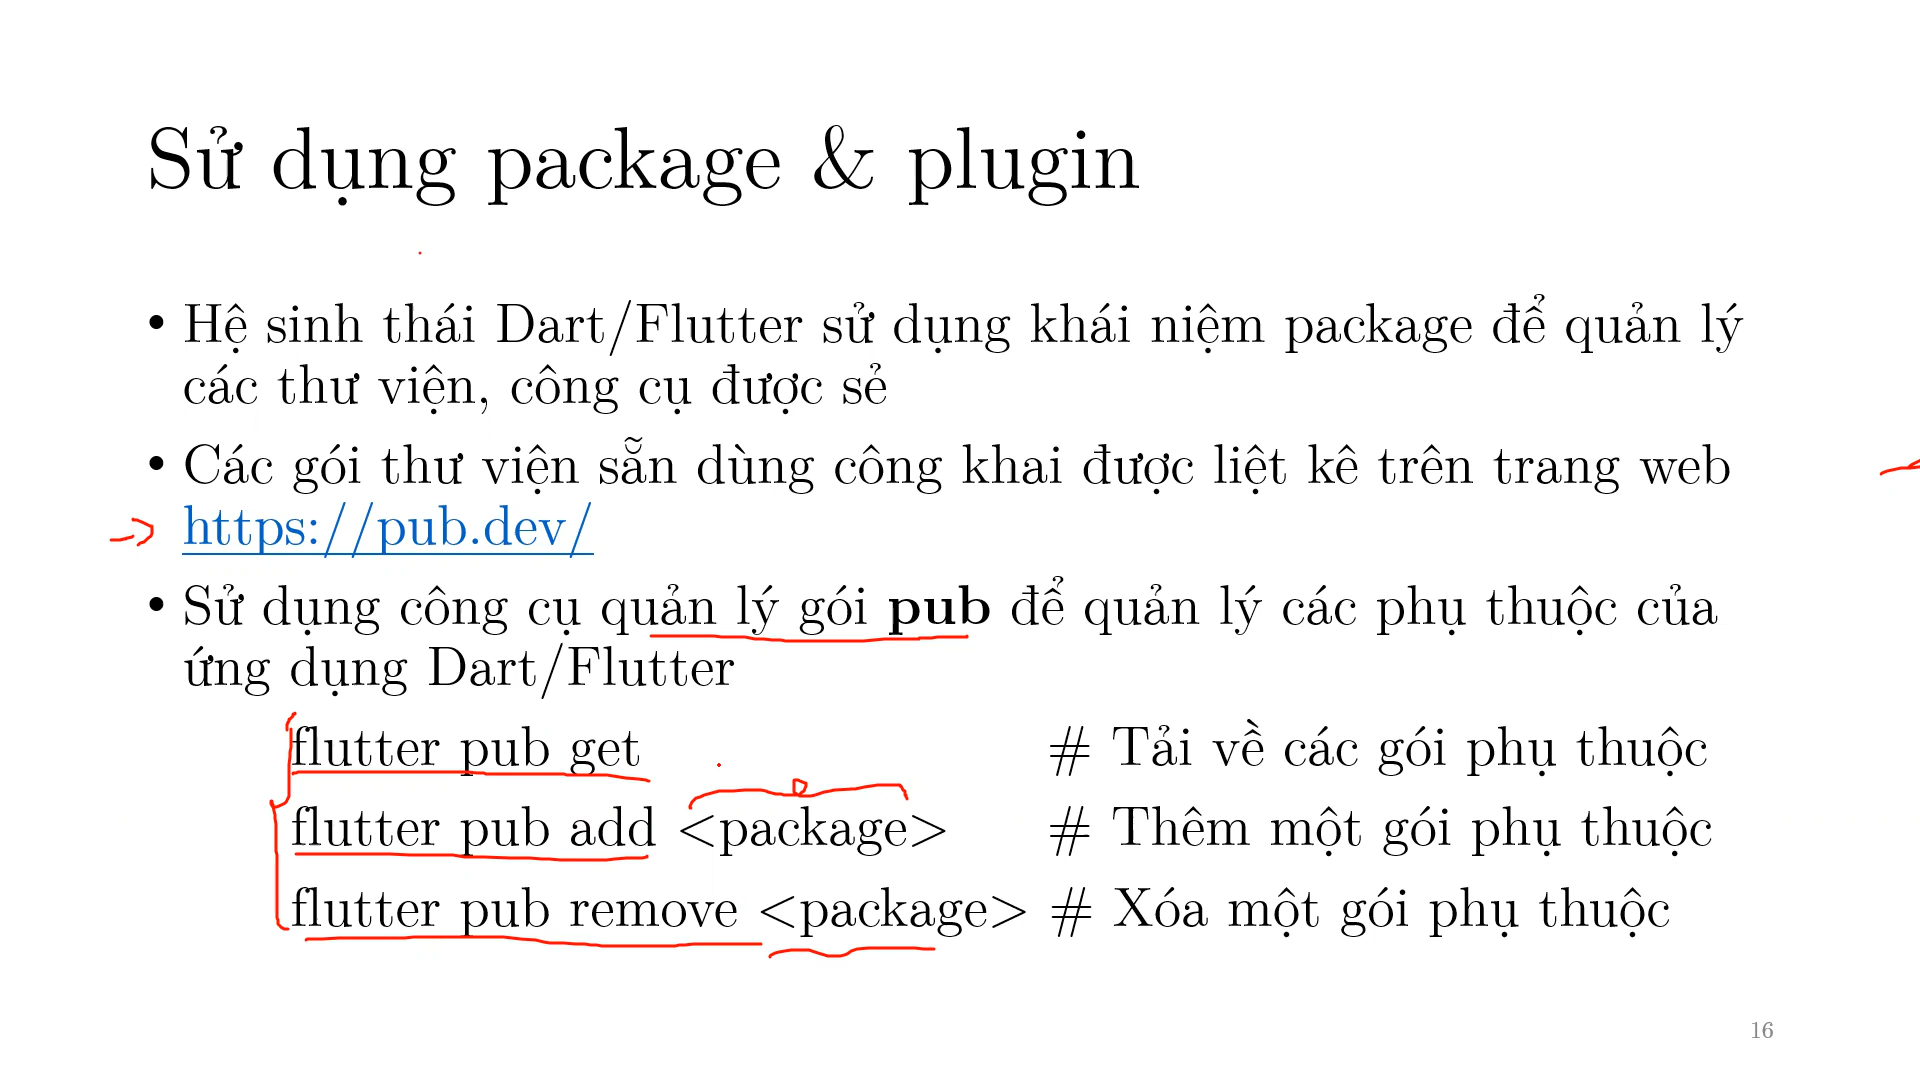 Sử dụng package & plugin
• Hệ sinh thái Dart/Flutter sử dụng khái niệm package để quản lý
các thư viện, công cụ được sẻ
• Các gói thư viện sẵn dùng công khai được liệt kê trên trang web
https://pub.dev/
• Sử dụng công cụ quản lý gói pub để quản lý các phụ thuộc của
ứng dụng Dart/Flutter
flutter pub get # Tải về các gói phụ thuộc
flutter pub add <package> # Thêm một gói phụ thuộc
flutter pub remove <package> # Xóa một gói phụ thuộc
16